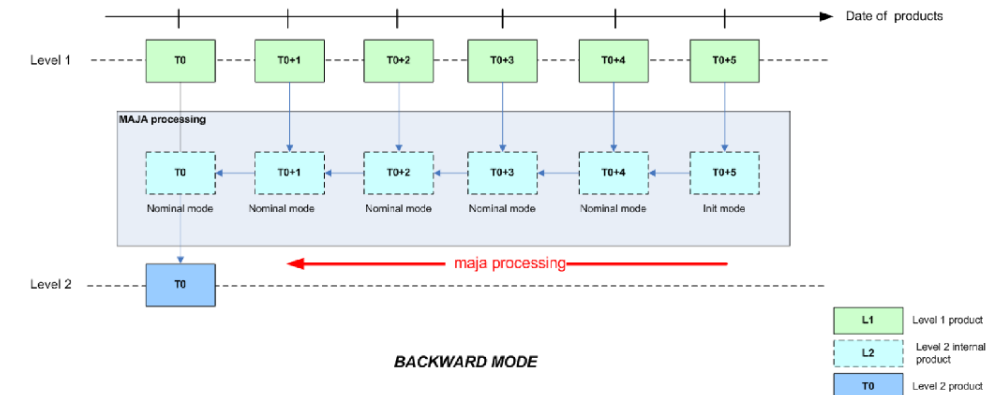 Date of products
Level 1
T0
T0+1
T0+2
T0+3
T0+4
T0+5
MAJA processing
T0
T0+1
T0+2
T0+3
T0+4
T0+5
Nominal mode
Nominal mode
Nominal mode
Nominal mode
Nominal mode
Init mode
maja processing
Level 2
T0
L1
Level 1 product
L2
Level 2 internal
product
T0
Level 2 product
BACKWARD MODE